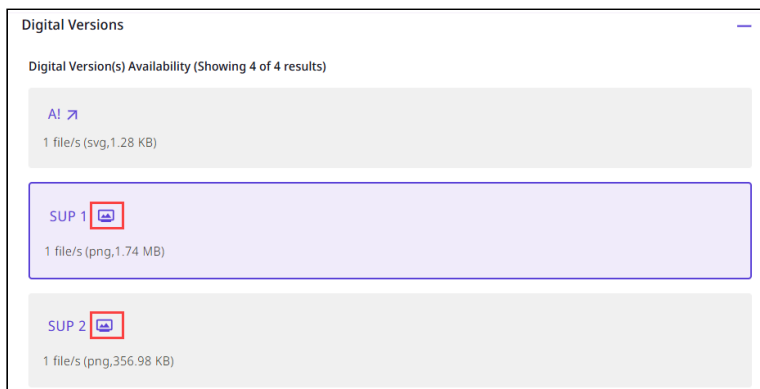 Digital Versions
Digital Version(s) Availability (Showing 4 of 4 results)
A!
1 file/s (svg,1.28 KB)
SUP 1
1 file/s (png,1.74 MB)
SUP 2
1 file/s (png,356.98 KB)